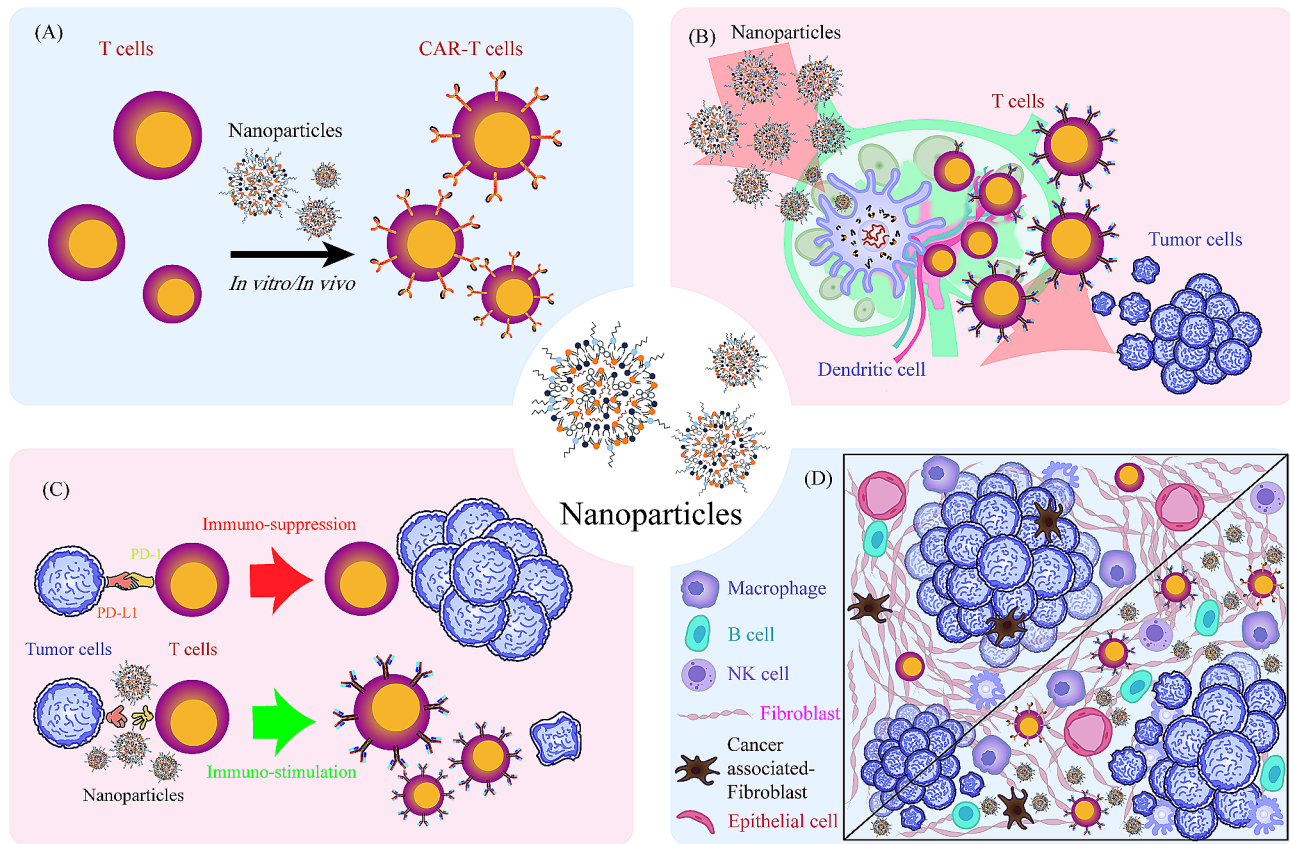 (A)
T cells
CAR-T cells
Nanoparticles
In vitro/In vivo
(B)
Nanoparticles
T cells
Tumor cells
Dendritic cell
Nanoparticles
(C)
Immuno-suppression
PD-1
PD-L1
Tumor cells
T cells
Immuno-stimulation
Nanoparticles
(D)
Macrophage
B cell
NK cell
Fibroblast
Cancer
associated-
Fibroblast
Epithelial cell